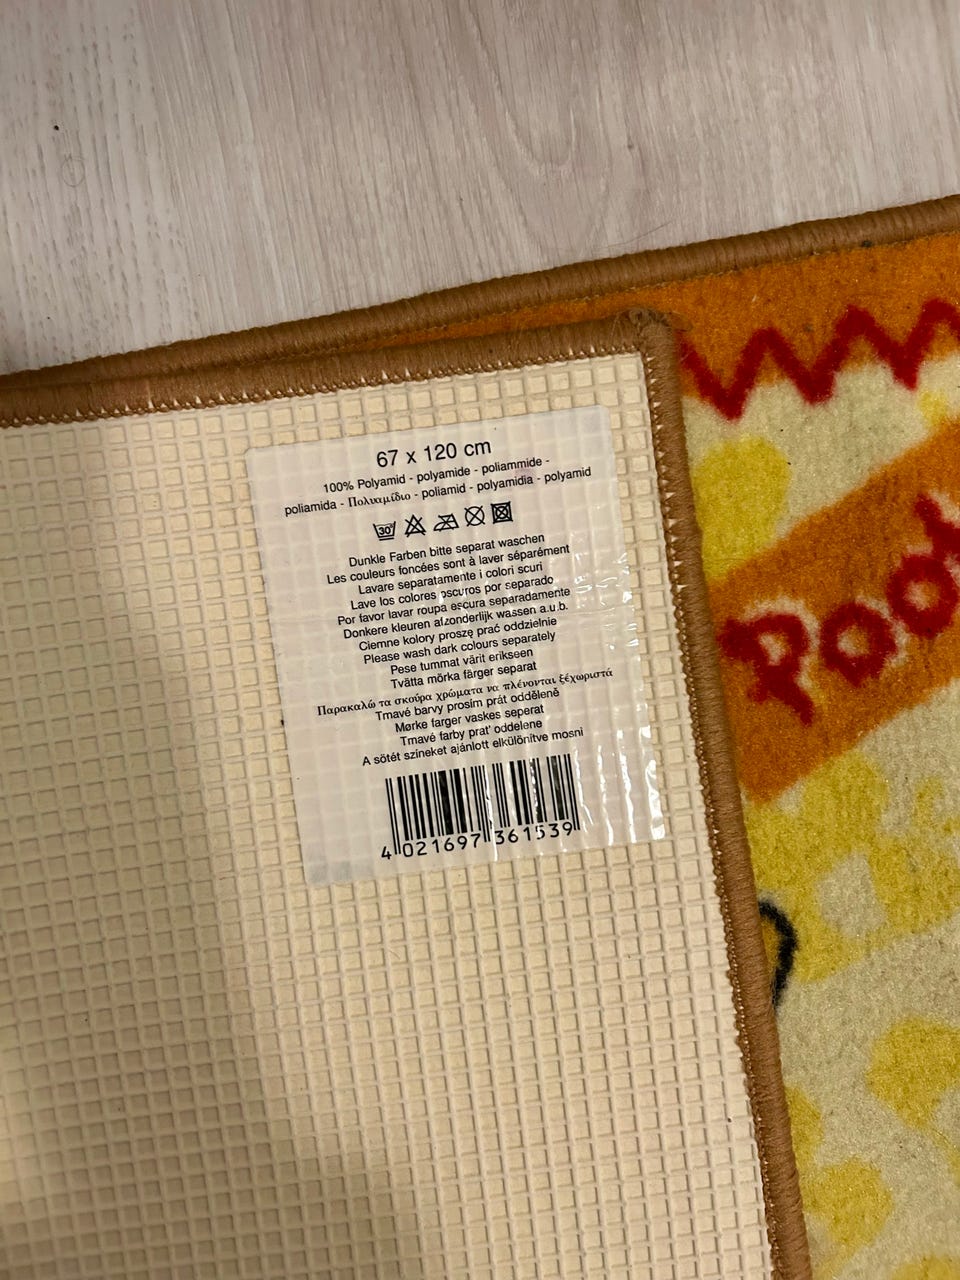 67 x 120 cm
100% Polyamid - polyamide - poliammide -
poliamida - Πολυαμίδιο - poliamid - polyamidia - polyamid
30°
Dunkle Farben bitte separat waschen
Les couleurs foncées sont à laver séparément
Lavare separatamente i colori scuri
Lave los colores oscuros por separado
Por favor lavar roupa escura separadamente
Donkere kleuren afzonderlijk wassen a.u.b.
Ciemne kolory proszę prać oddzielnie
Please wash dark colours separately
Pese tummat värit erikseen
Tvätta mörka färger separat
Παρακαλώ τα σκούρα χρώματα να πλένονται ξέχωριστά
Tmavé barvy prosim prát odděleně
Mørke farger vaskes seperat
Tmavé farby prat' oddelene
A sötét színeket ajánlott elkülönítve mosni
4 021697 361539